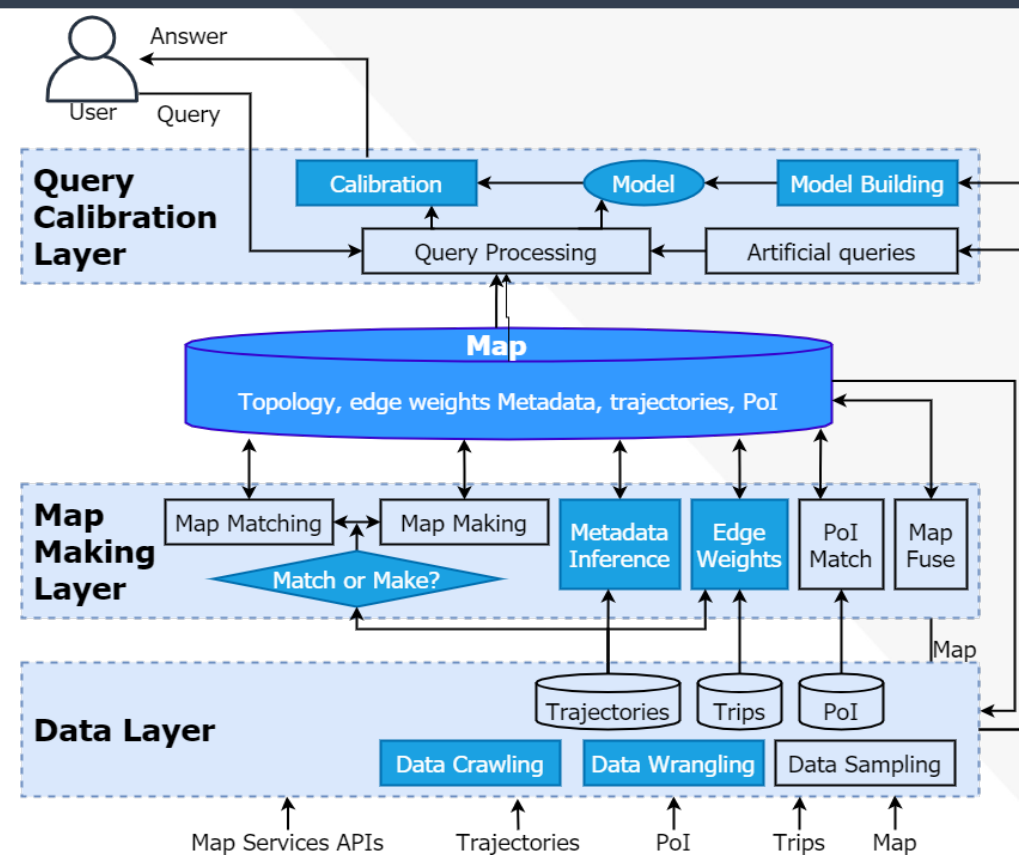 Answer
User
Query
Query
Calibration
Layer
Calibration
Model
Model Building
Query Processing
Artificial queries
Map
Topology, edge weights Metadata, trajectories, PoI
Map
Making
Layer
Map Matching
Map Making
Match or Make?
Metadata
Inference
Edge
Weights
PoI
Match
Map
Fuse
Map
Data Layer
Trajectories
Trips
PoI
Data Crawling
Data Wrangling
Data Sampling
Map Services APIs
Trajectories
PoI
Trips
Map